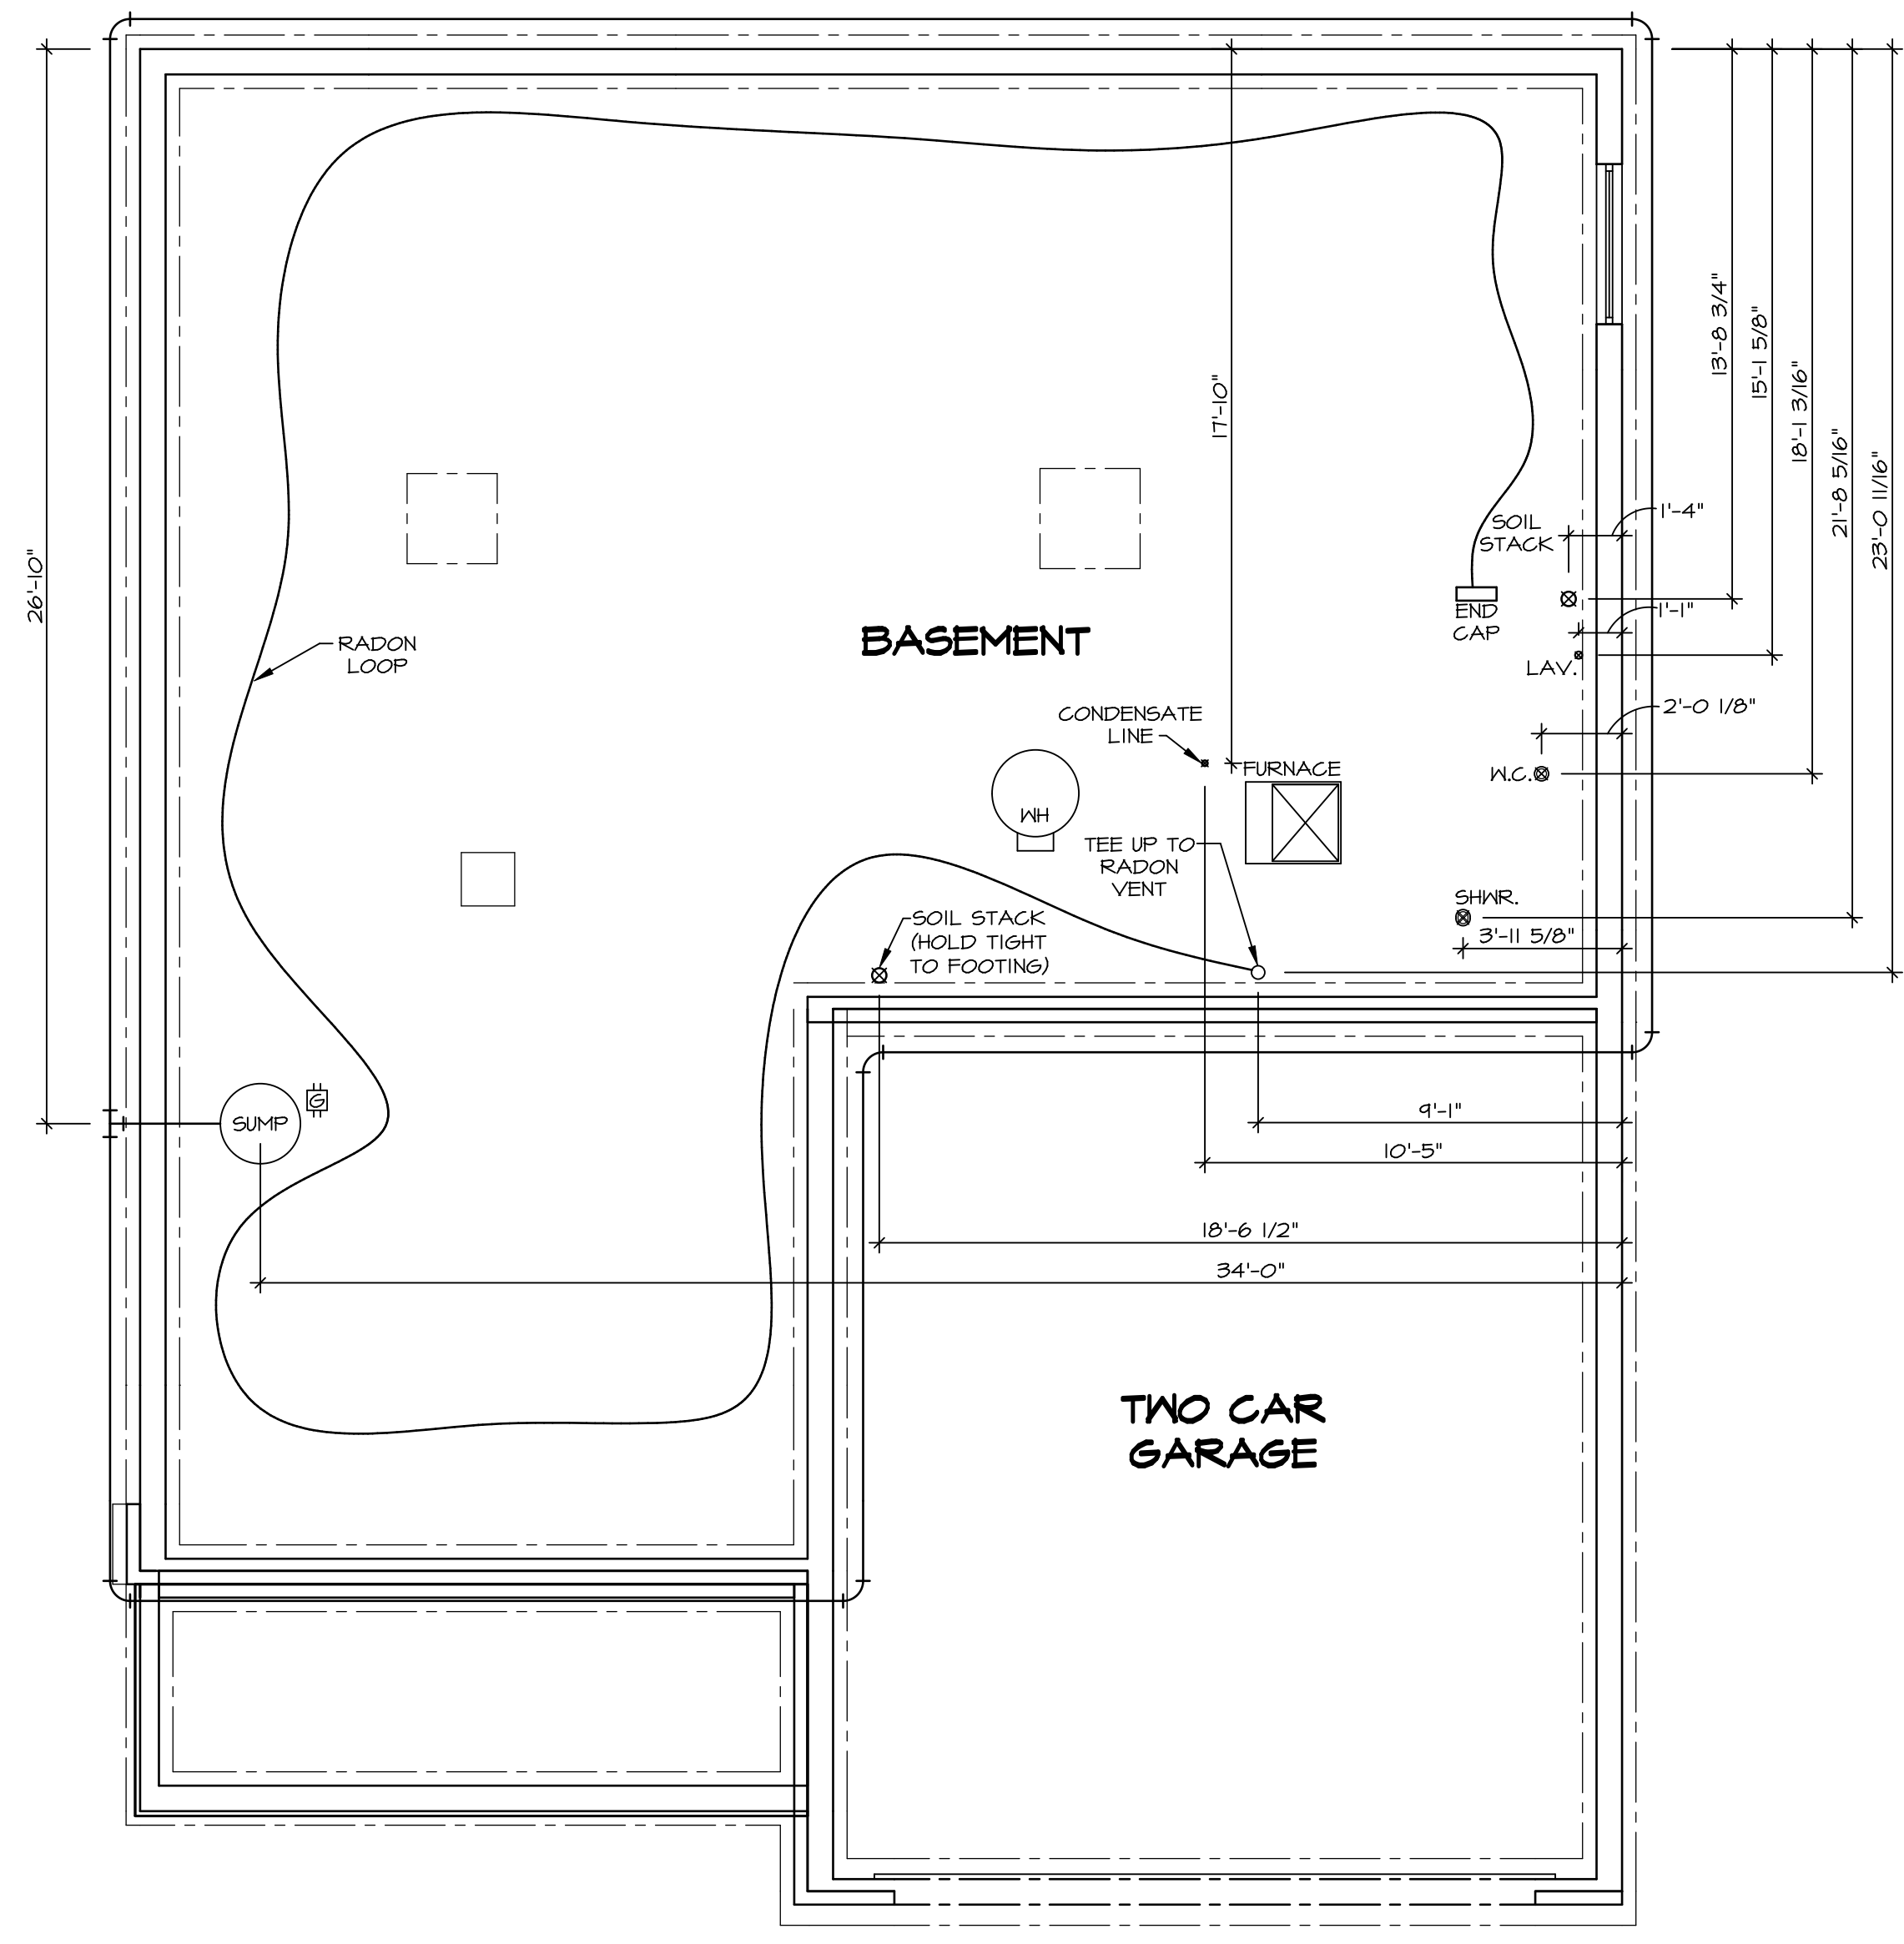 13'-8 3/4"
15'-1 5/8"
18'-1 3/16"
21'-8 5/16"
23'-0 11/16"
17'-10"
26'-10"
SOIL
STACK
1'-4"
END
CAP
1'-1"
LAV.
RADON
LOOP
BASEMENT
2'-0 1/8"
CONDENSATE
LINE
FURNACE
W.C.
WH
TEE UP TO
RADON
VENT
SHWR.
3'-11 5/8"
SOIL STACK
(HOLD TIGHT
TO FOOTING)
G
SUMP
9'-1"
10'-5"
18'-6 1/2"
34'-0"
TWO CAR
GARAGE